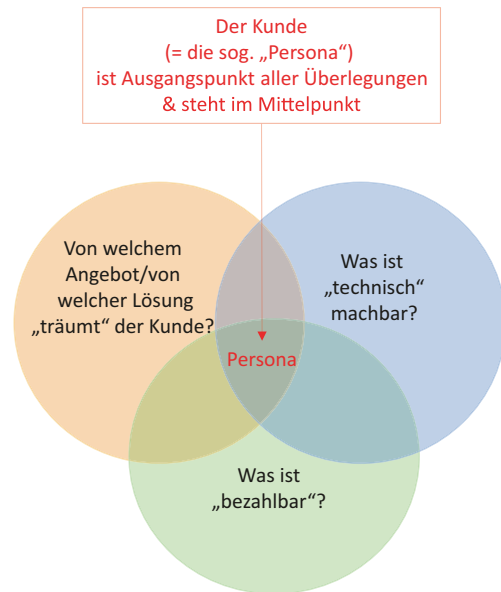 Der Kunde
(= die sog. „Persona“)
ist Ausgangspunkt aller Überlegungen
& steht im Mittelpunkt
Von welchem
Angebot/von
welcher Lösung
„träumt“ der Kunde?
Was ist
„technisch“
machbar?
Persona
Was ist
„bezahlbar“?